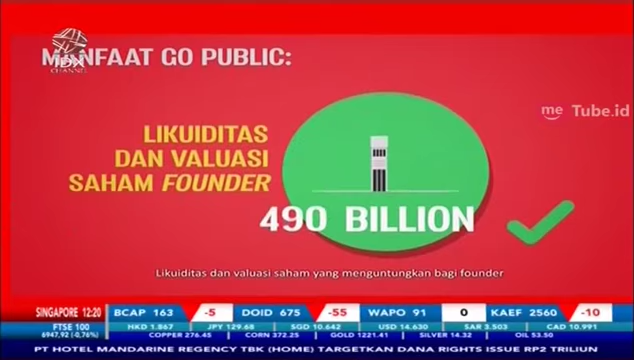 MANFAAT GO PUBLIC:
IDX
CHANNEL
me Tube.id
LIKUIDITAS
DAN VALUASI
SAHAM FOUNDER
490 BILLION
Likuiditas dan valuasi saham yang menguntungkan bagi founder
SINGAPORE 12:20 BCAP 163 -5 DOID 675 -55 WAPO 91 0 KAEF 2560 -10
FTSE 100 HKD 1.867 JPY 129.68 SGD 10.642 USD 14.630 SAR 3.503 CAD 10.991
6947,92 (-0,76%) COPPER 276.45 CORN 372.25 GOLD 1221.41 SILVER 14.32 OIL 53.50
PT HOTEL MANDARINE REGENCY TBK (HOME) TARGETKAN DANA RIGHTS ISSUE RP2 TRILIUN